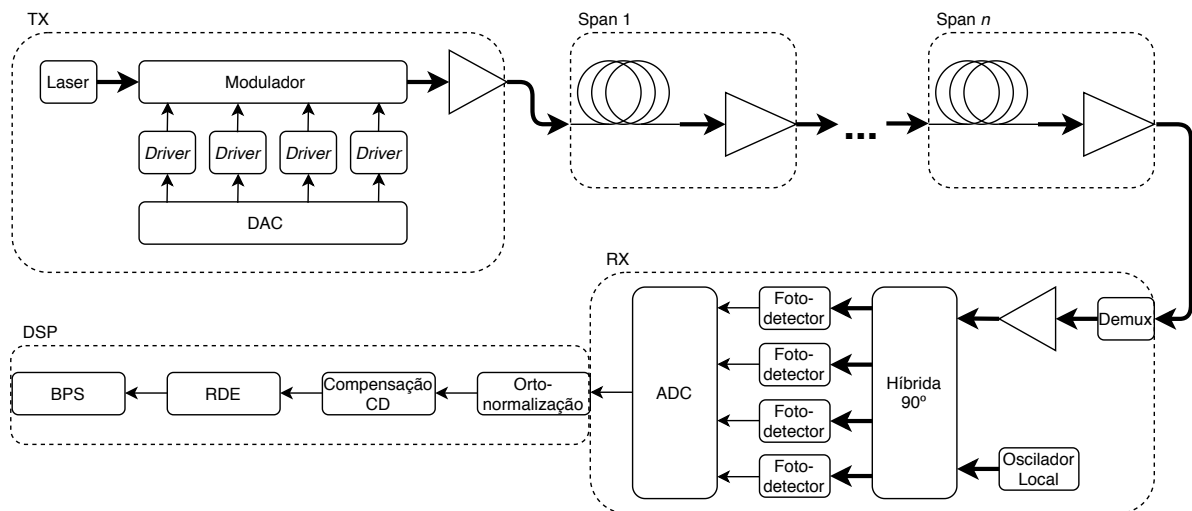 TX
Span 1
Span n
Laser
Modulador
Driver
Driver
Driver
Driver
DAC
...
RX
Foto-
detector
Foto-
detector
Foto-
detector
Foto-
detector
ADC
Híbrida
90º
Demux
Oscilador
Local
DSP
BPS
RDE
Compensação
CD
Orto-
normalização